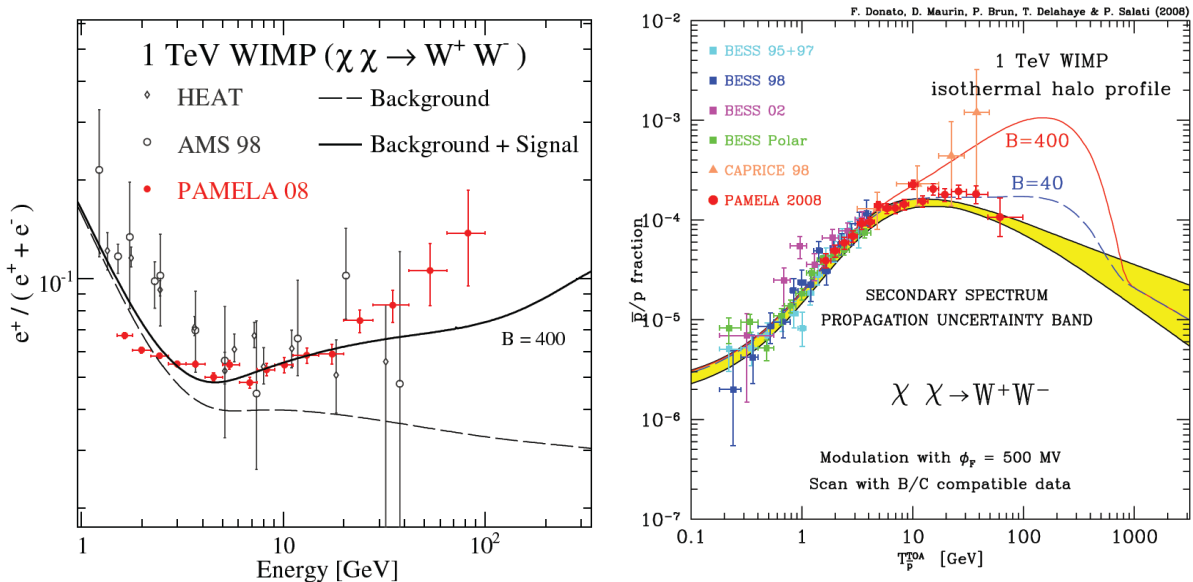 1 TeV WIMP (χχ → W⁺ W⁻)
HEAT
Background
AMS 98
Background + Signal
PAMELA 08
B = 400
10⁻¹
e⁺ / ( e⁺ + e⁻ )
1
10
10²
Energy [GeV]
F. Donato, D. Maurin, P. Brun, T. Delahaye & P. Salati (2008)
BESS 95+97
BESS 98
BESS 02
BESS Polar
CAPRICE 98
PAMELA 2008
1 TeV WIMP
isothermal halo profile
B=400
B=40
SECONDARY SPECTRUM
PROPAGATION UNCERTAINTY BAND
χ χ → W⁺W⁻
Modulation with ϕ_F = 500 MV
Scan with B/C compatible data
10⁻²
10⁻³
10⁻⁴
10⁻⁵
10⁻⁶
10⁻⁷
p̅/p fraction
0.1
1
10
100
1000
T_p̅^TOA [GeV]